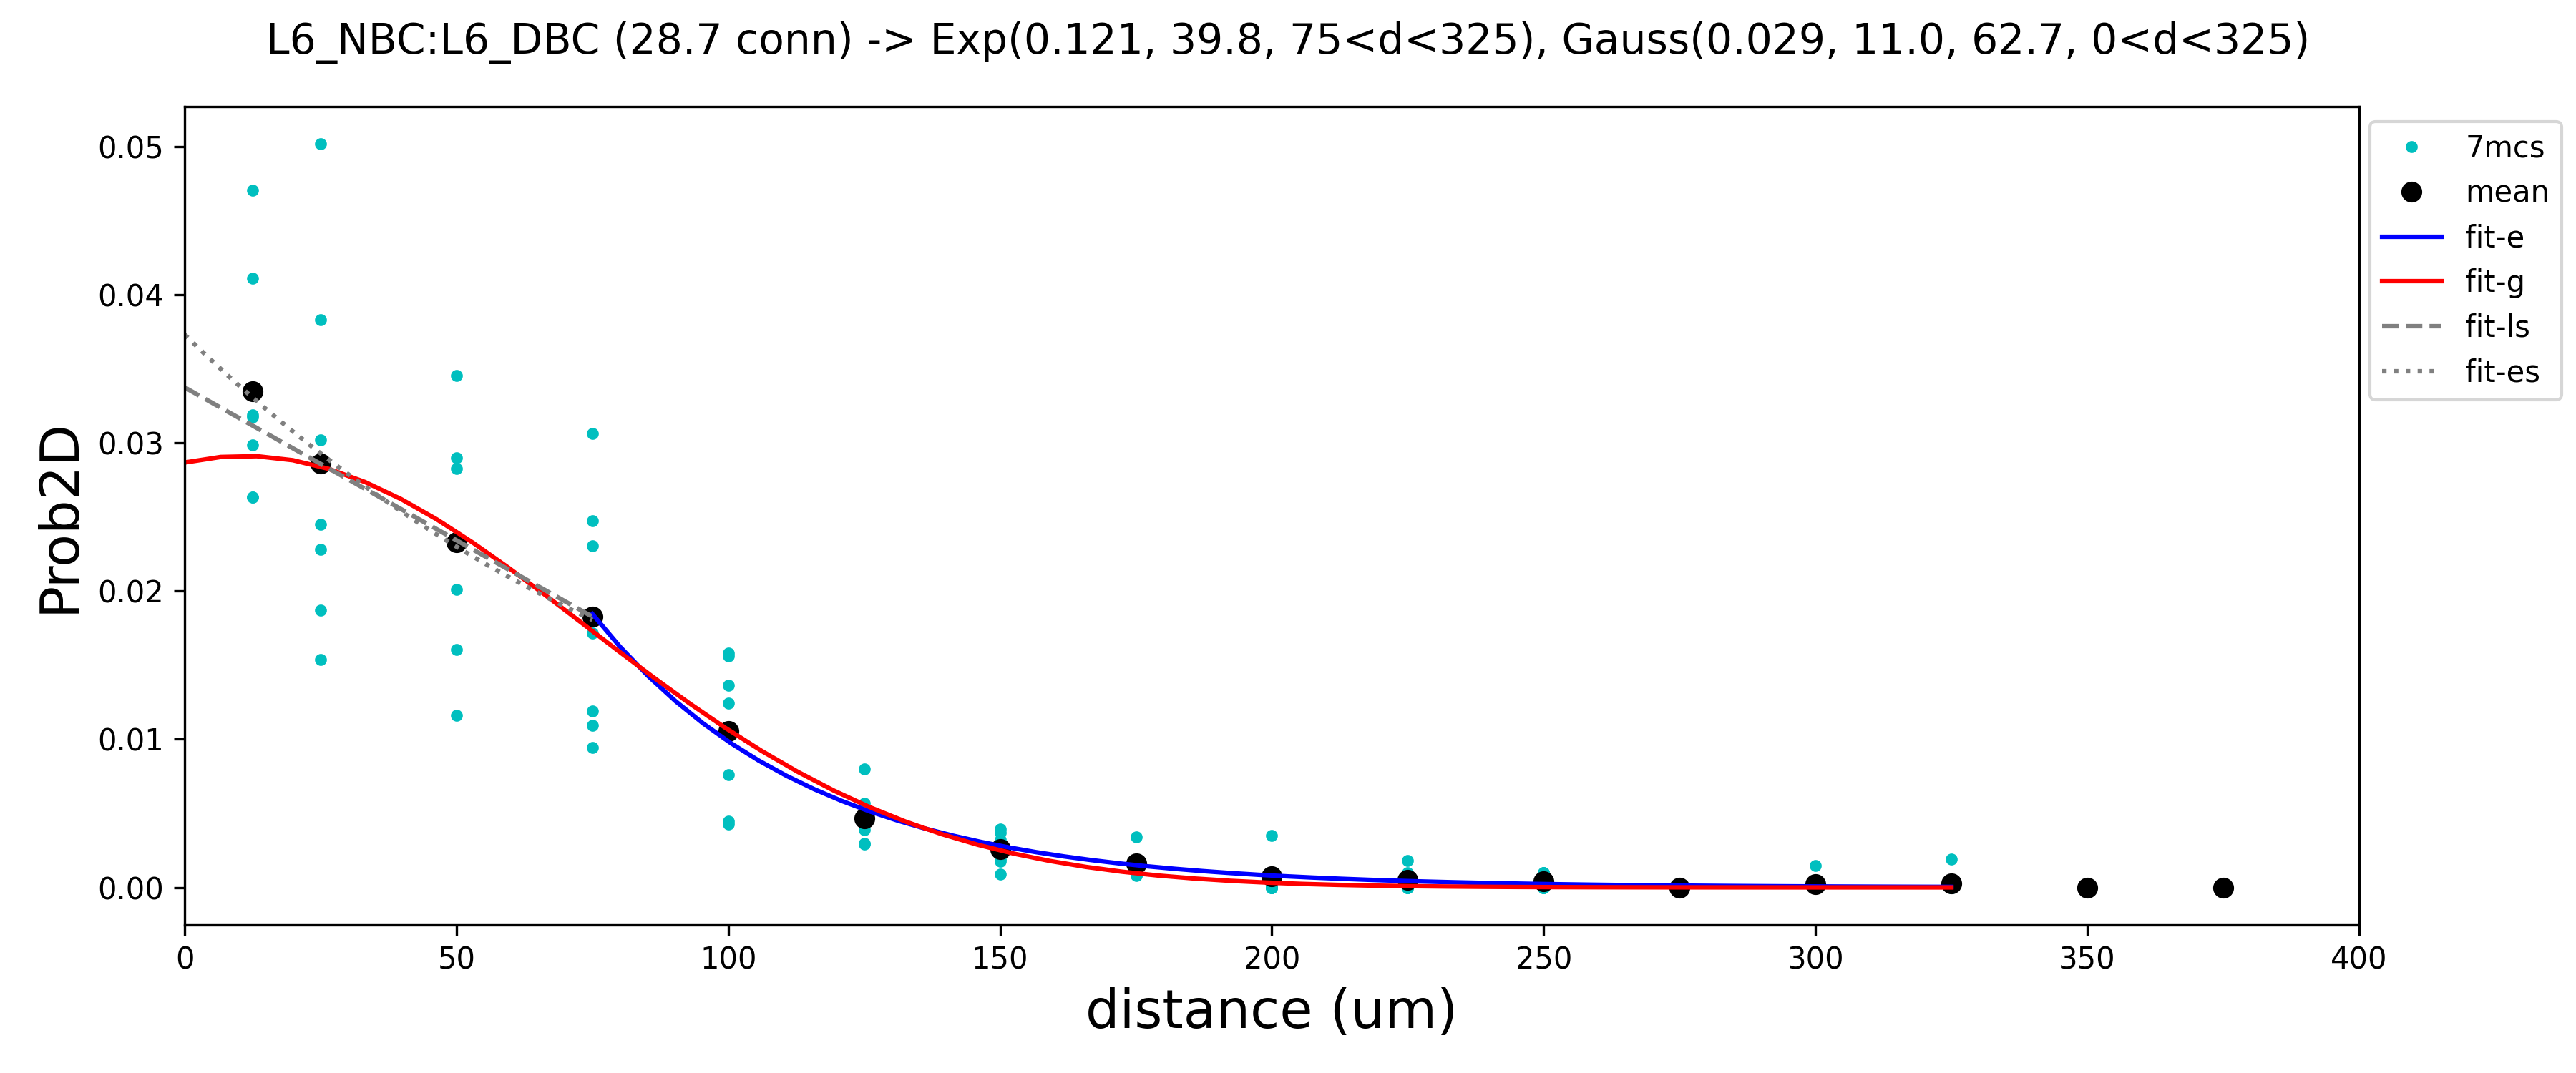 L6_NBC:L6_DBC (28.7 conn) -> Exp(0.121, 39.8, 75<d<325), Gauss(0.029, 11.0, 62.7, 0<d<325)
Prob2D
0.05
0.04
0.03
0.02
0.01
0.00
0 50 100 150 200 250 300 350 400
distance (um)
7mcs
mean
fit-e
fit-g
fit-ls
fit-es